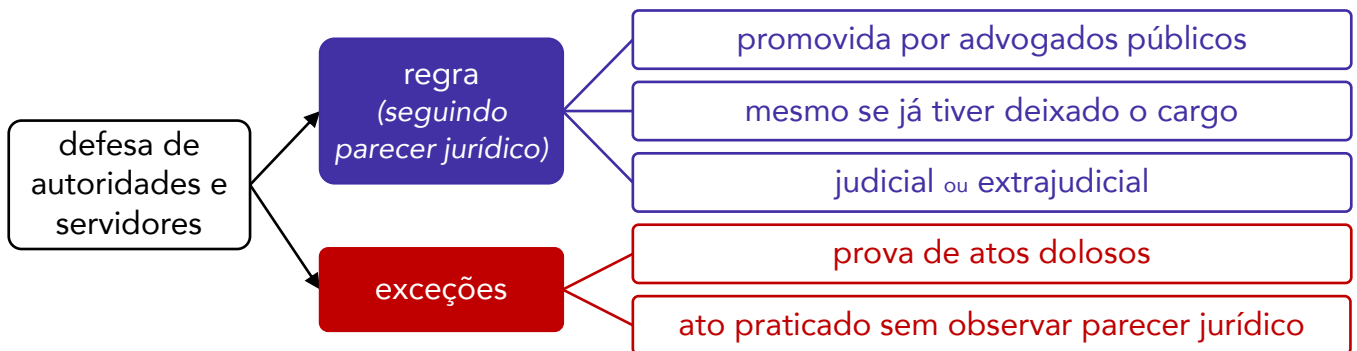 defesa de
autoridades e
servidores
regra
(seguindo
parecer jurídico)
promovida por advogados públicos
mesmo se já tiver deixado o cargo
judicial ou extrajudicial
exceções
prova de atos dolosos
ato praticado sem observar parecer jurídico